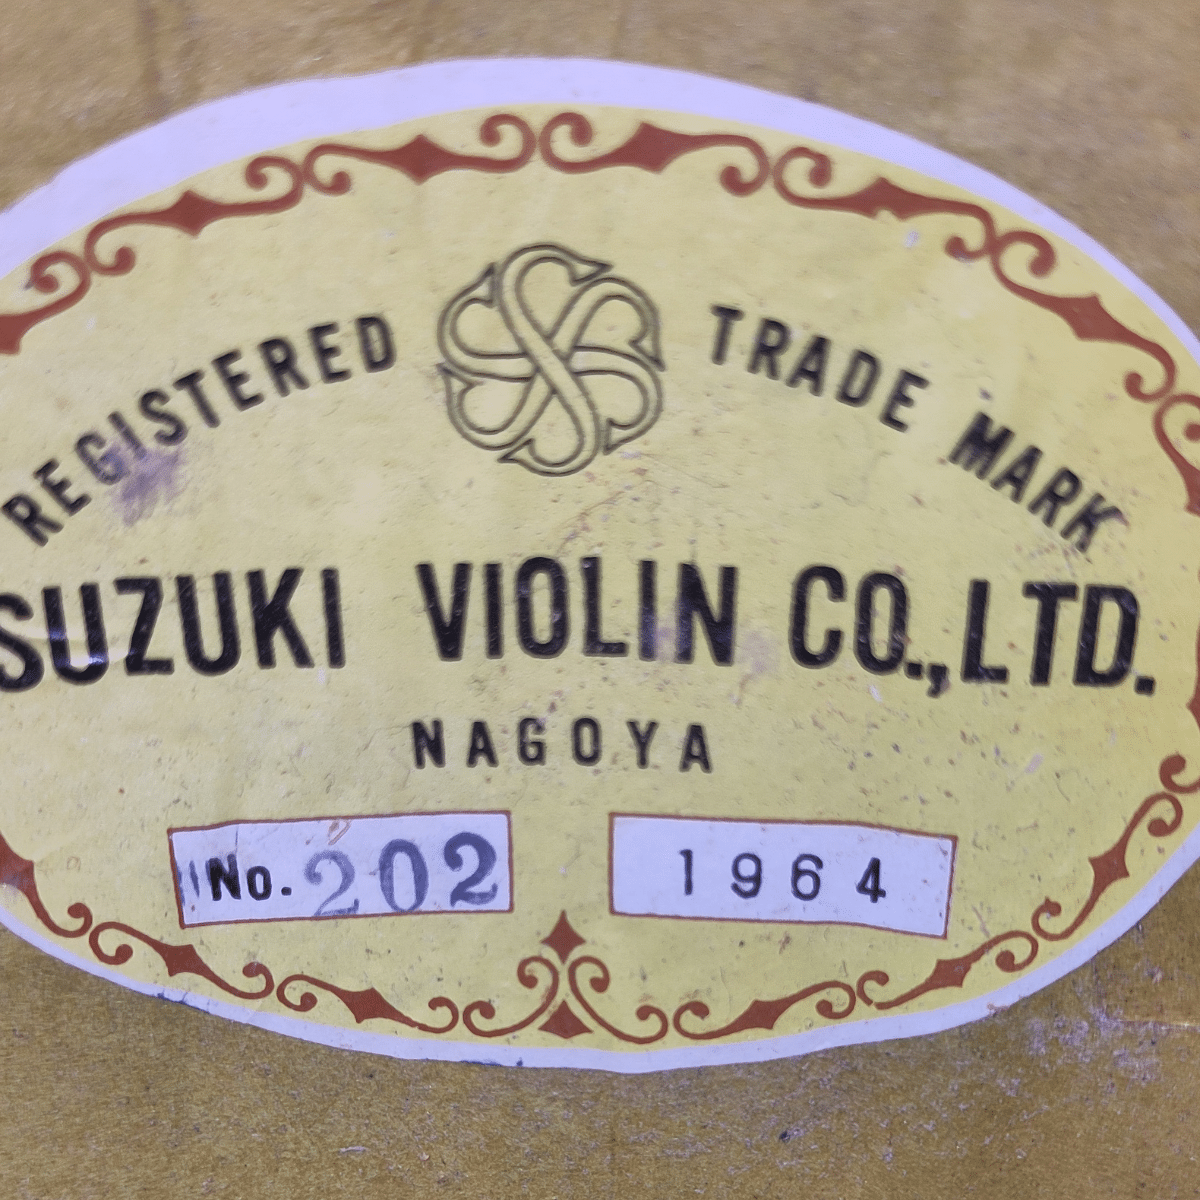 REGISTERED TRADE MARK
SUZUKI VIOLIN CO.,LTD.
NAGOYA
No. 202 1964